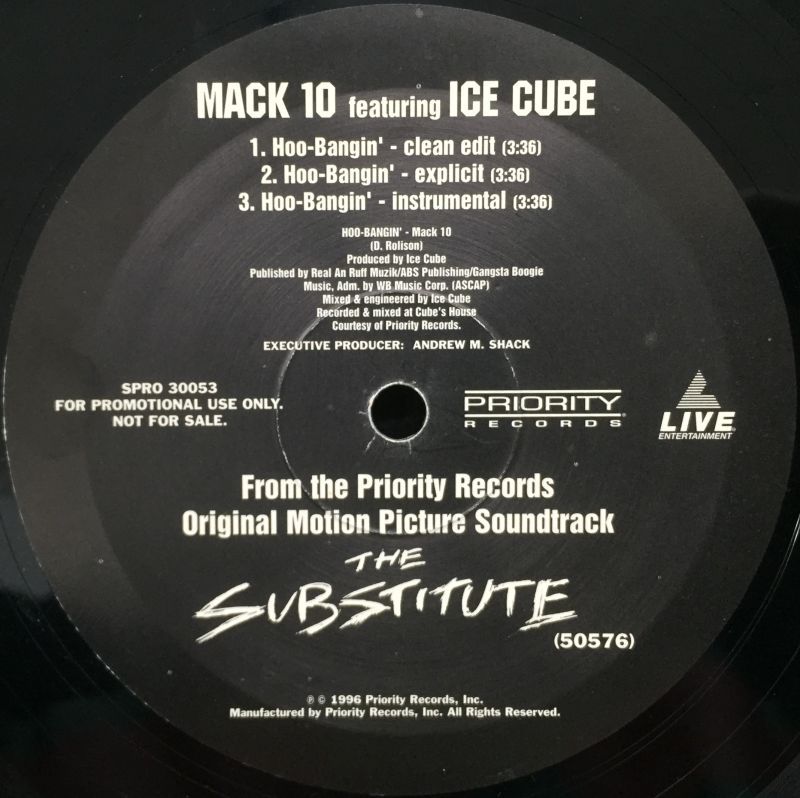 MACK 10 featuring ICE CUBE
1. Hoo-Bangin' - clean edit (3:36)
2. Hoo-Bangin' - explicit (3:36)
3. Hoo-Bangin' - instrumental (3:36)
HOO-BANGIN' - Mack 10
(D. Rolison)
Produced by Ice Cube
Published by Real An Ruff Muzik/ABS Publishing/Gangsta Boogie
Music, Adm. by WB Music Corp. (ASCAP)
Mixed & engineered by Ice Cube
Recorded & mixed at Cube's House
Courtesy of Priority Records.
EXECUTIVE PRODUCER: ANDREW M. SHACK
SPRO 30053
FOR PROMOTIONAL USE ONLY.
NOT FOR SALE.
PRIORITY
RECORDS
LIVE
ENTERTAINMENT
From the Priority Records
Original Motion Picture Soundtrack
THE
SUBSTITUTE
(50576)
℗ © 1996 Priority Records, Inc.
Manufactured by Priority Records, Inc. All Rights Reserved.